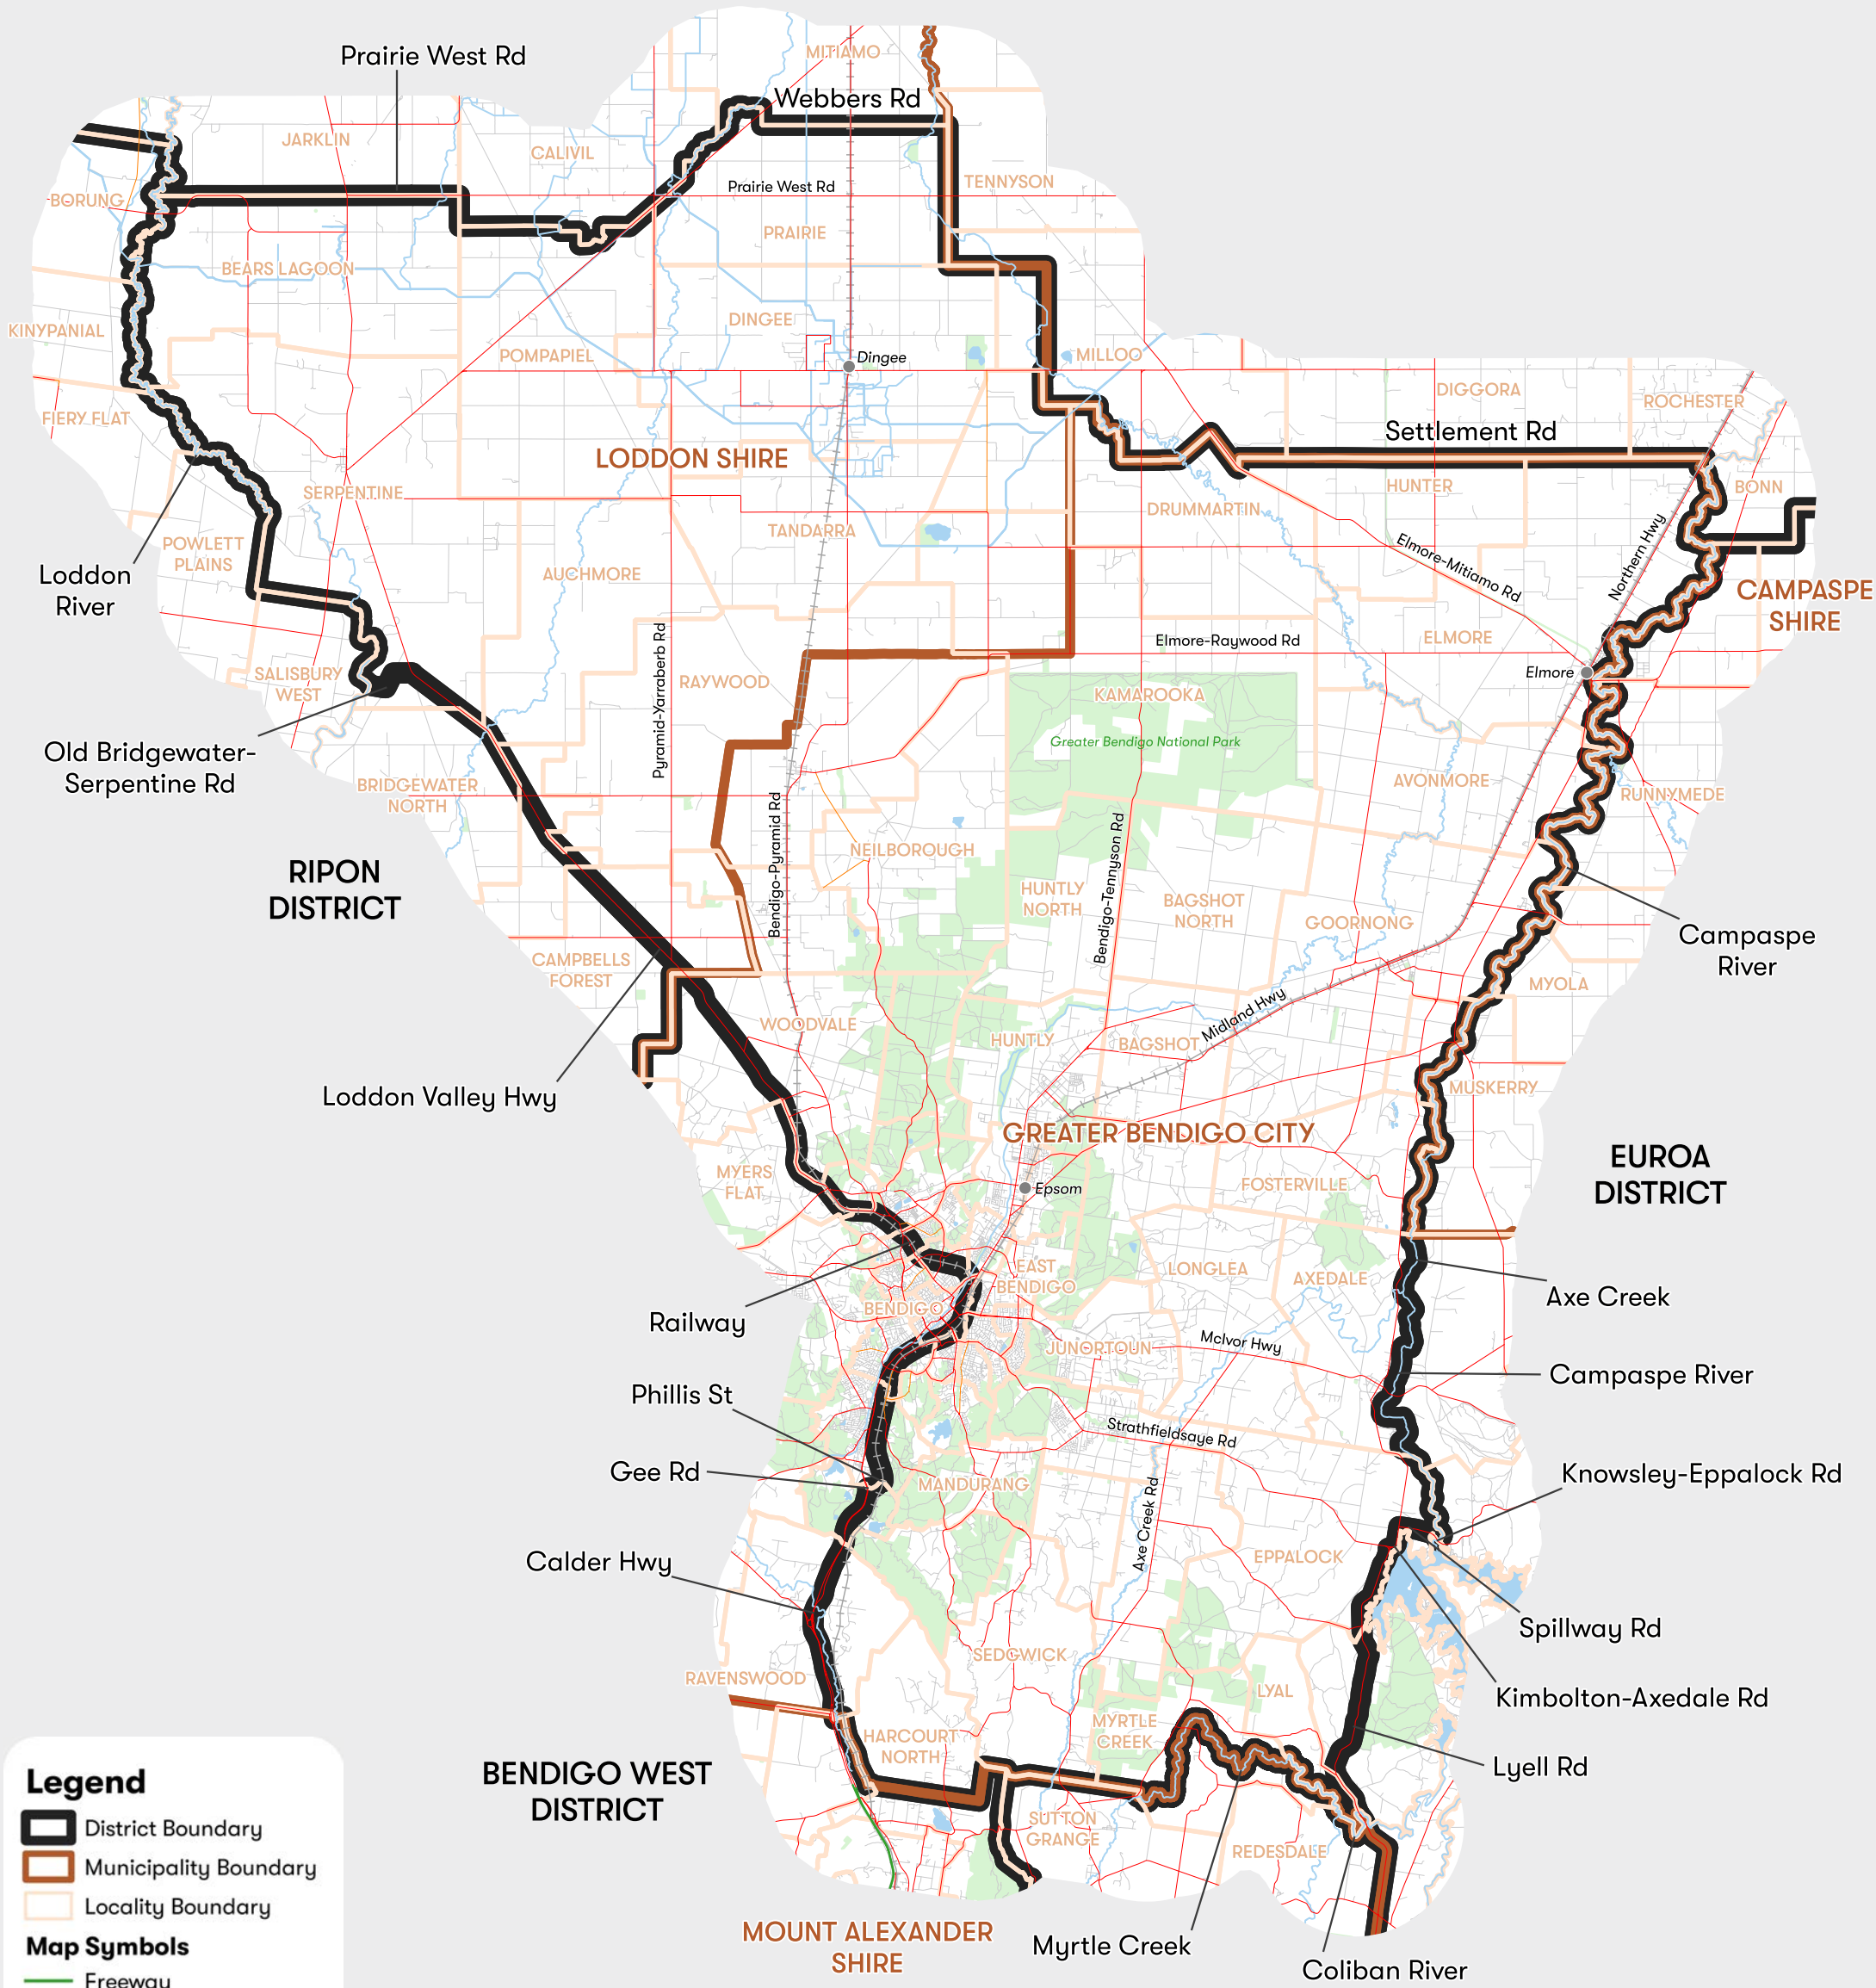 MITIAMO
Prairie West Rd
Webbers Rd
JARKLIN
CALIVIL
TENNYSON
Prairie West Rd
BORUNG
PRAIRIE
BEARS LAGOON
DINGEE
KINYPANIAL
POMPAPIEL
Dingee
MILLOO
DIGGORA
ROCHESTER
FIERY FLAT
Settlement Rd
LODDON SHIRE
SERPENTINE
HUNTER
BONN
DRUMMARTIN
TANDARRA
Northern Hwy
POWLETT
PLAINS
Elmore-Mitiamo Rd
AUCHMORE
Loddon
River
CAMPASPE
SHIRE
Elmore-Raywood Rd
ELMORE
Pyramid-Yarraberb Rd
Elmore
SALISBURY
WEST
RAYWOOD
KAMAROOKA
Greater Bendigo National Park
Old Bridgewater-
Serpentine Rd
BRIDGEWATER
NORTH
AVONMORE
RUNNYMEDE
Bendigo-Pyramid Rd
NEILBOROUGH
Bendigo-Tennyson Rd
RIPON
DISTRICT
HUNTLY
NORTH
BAGSHOT
NORTH
GOORNONG
Campaspe
River
CAMPBELLS
FOREST
MYOLA
WOODVALE
HUNTLY
BAGSHOT
Midland Hwy
Loddon Valley Hwy
MUSKERRY
GREATER BENDIGO CITY
MYERS
FLAT
EUROA
DISTRICT
Epsom
FOSTERVILLE
EAST
BENDIGO
LONGLEA
AXEDALE
Axe Creek
Railway
BENDIGO
McIvor Hwy
JUNORTOUN
Campaspe River
Phillis St
Strathfieldsaye Rd
Gee Rd
MANDURANG
Knowsley-Eppalock Rd
Axe Creek Rd
Calder Hwy
EPPALOCK
Spillway Rd
SEDGWICK
RAVENSWOOD
LYAL
Kimbolton-Axedale Rd
HARCOURT
NORTH
MYRTLE
CREEK
Lyell Rd
BENDIGO WEST
DISTRICT
SUTTON
GRANGE
REDESDALE
MOUNT ALEXANDER
SHIRE
Myrtle Creek
Coliban River
Legend
District Boundary
Municipality Boundary
Locality Boundary
Map Symbols
Freeway